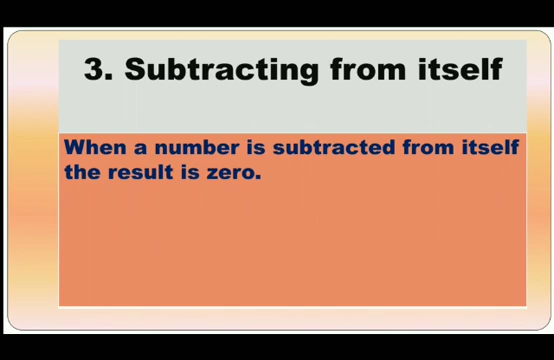 3. Subtracting from itself
When a number is subtracted from itself
the result is zero.